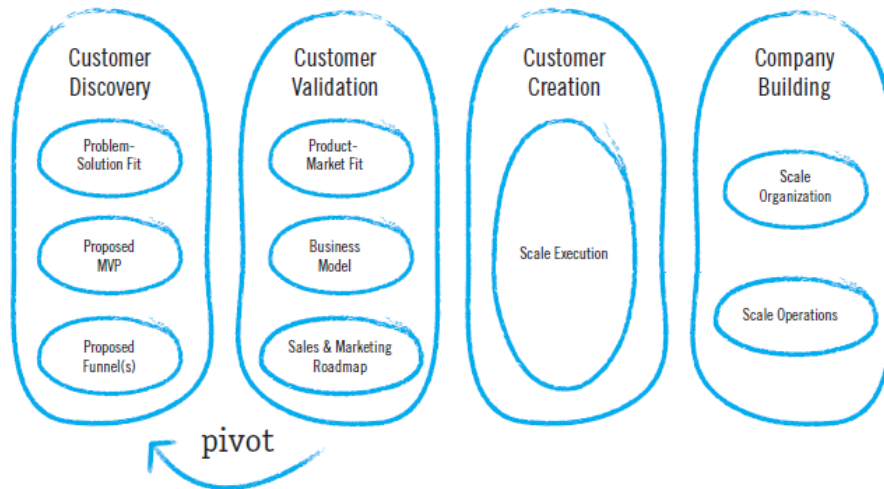 Customer
Discovery
Problem-
Solution Fit
Proposed
MVP
Proposed
Funnel(s)
Customer
Validation
Product-
Market Fit
Business
Model
Sales & Marketing
Roadmap
Customer
Creation
Scale Execution
Company
Building
Scale
Organization
Scale Operations
pivot